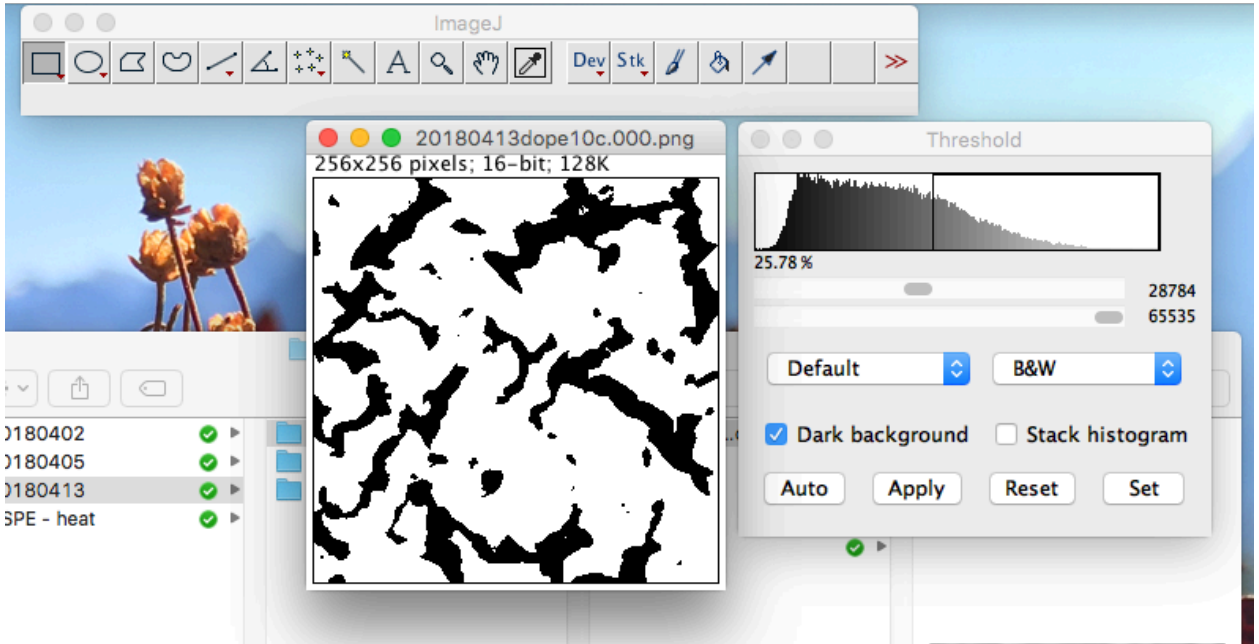 ImageJ
A
Dev
Stk
>>
20180413dope10c.000.png
256x256 pixels; 16-bit; 128K
Threshold
25.78 %
28784
65535
Default
B&W
Dark background
Stack histogram
Auto
Apply
Reset
Set
0180402
0180405
0180413
SPE - heat